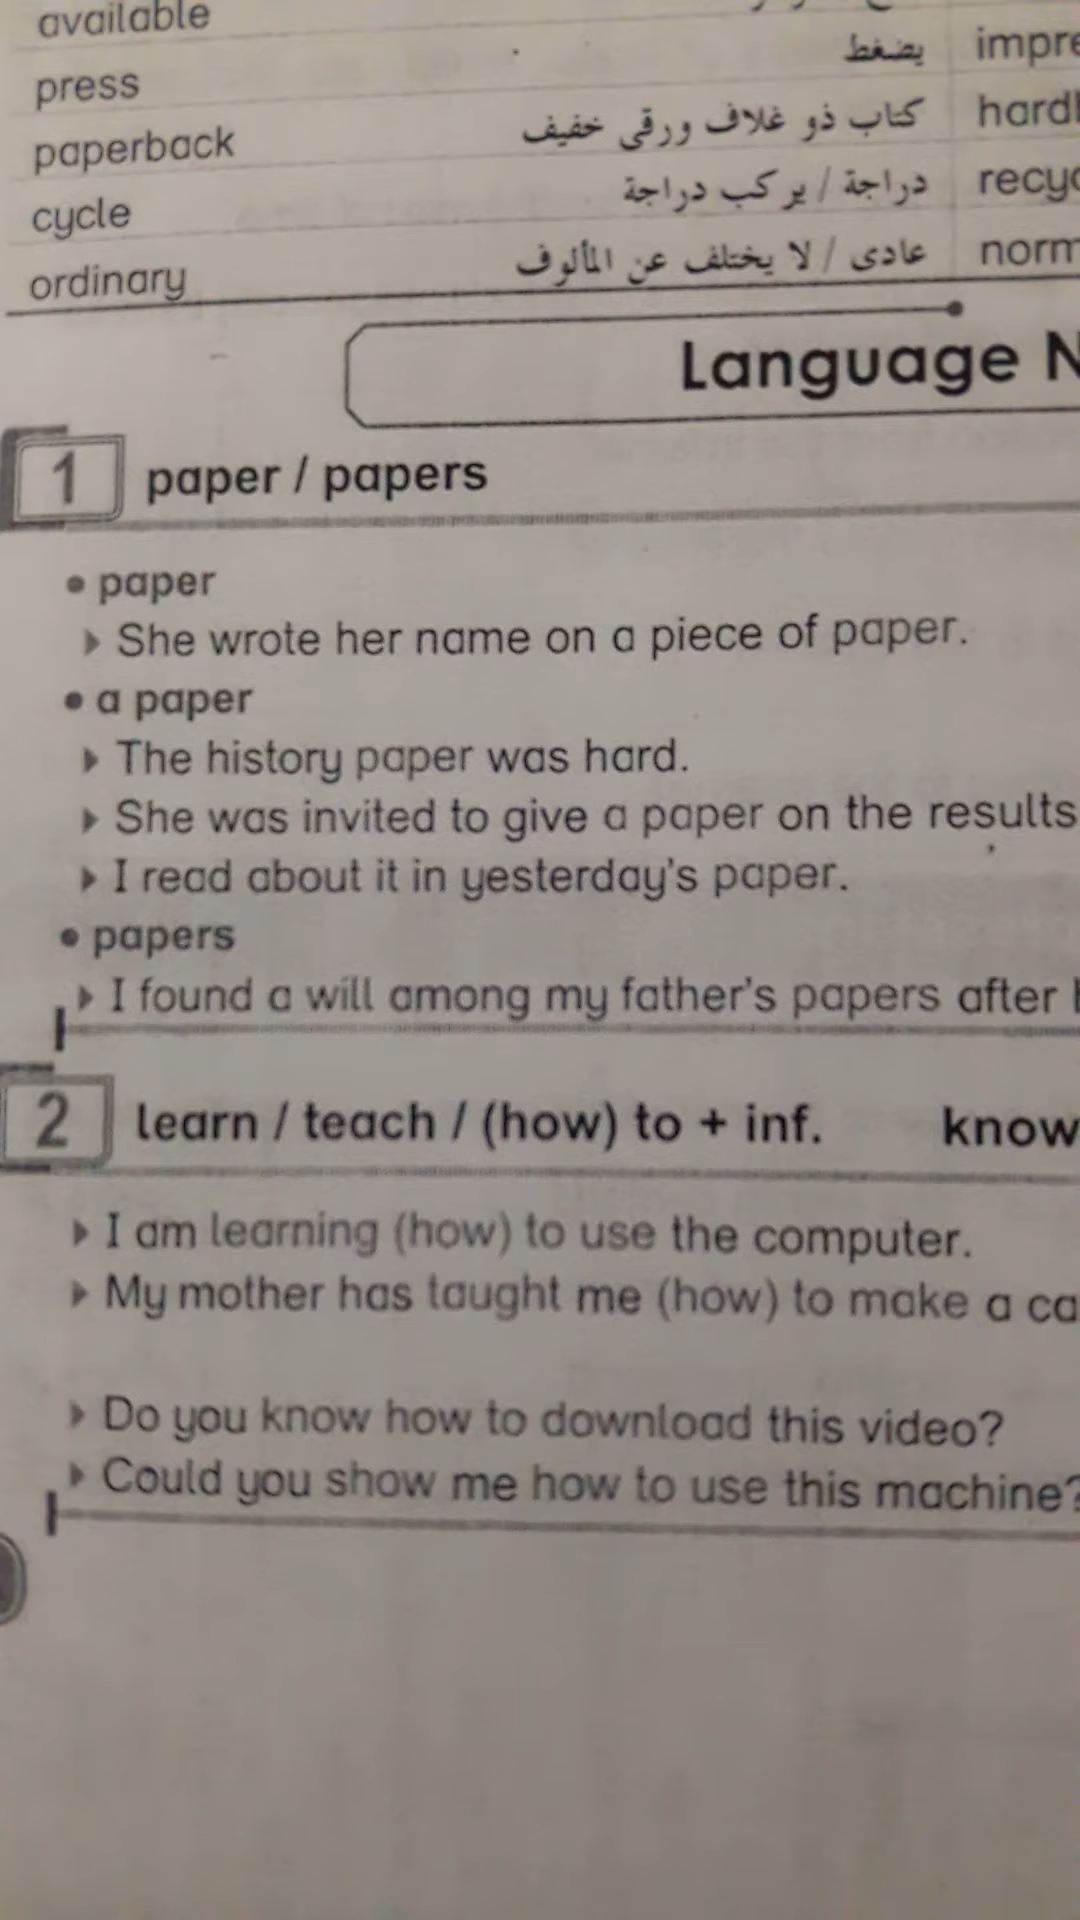 available
press يضغط
paperback كتاب ذو غلاف ورقى خفيف
cycle دراجة / يركب دراجة
ordinary عادى / لا يختلف عن المألوف
Language
1 paper / papers
• paper
She wrote her name on a piece of paper.
• a paper
The history paper was hard.
She was invited to give a paper on the results
I read about it in yesterday's paper.
• papers
I found a will among my father's papers after
2 learn / teach / (how) to + inf. know
I am learning (how) to use the computer.
My mother has taught me (how) to make a
Do you know how to download this video?
Could you show me how to use this machine?